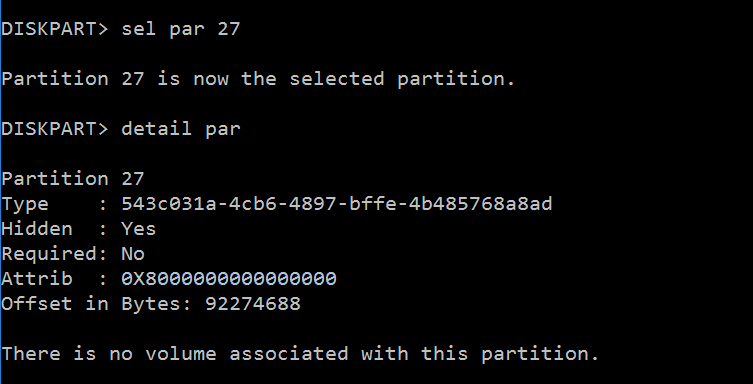 DISKPART> sel par 27
Partition 27 is now the selected partition.
DISKPART> detail par
Partition 27
Type    : 543c031a-4cb6-4897-bffe-4b485768a8ad
Hidden  : Yes
Required: No
Attrib  : 0X8000000000000000
Offset in Bytes: 92274688
There is no volume associated with this partition.